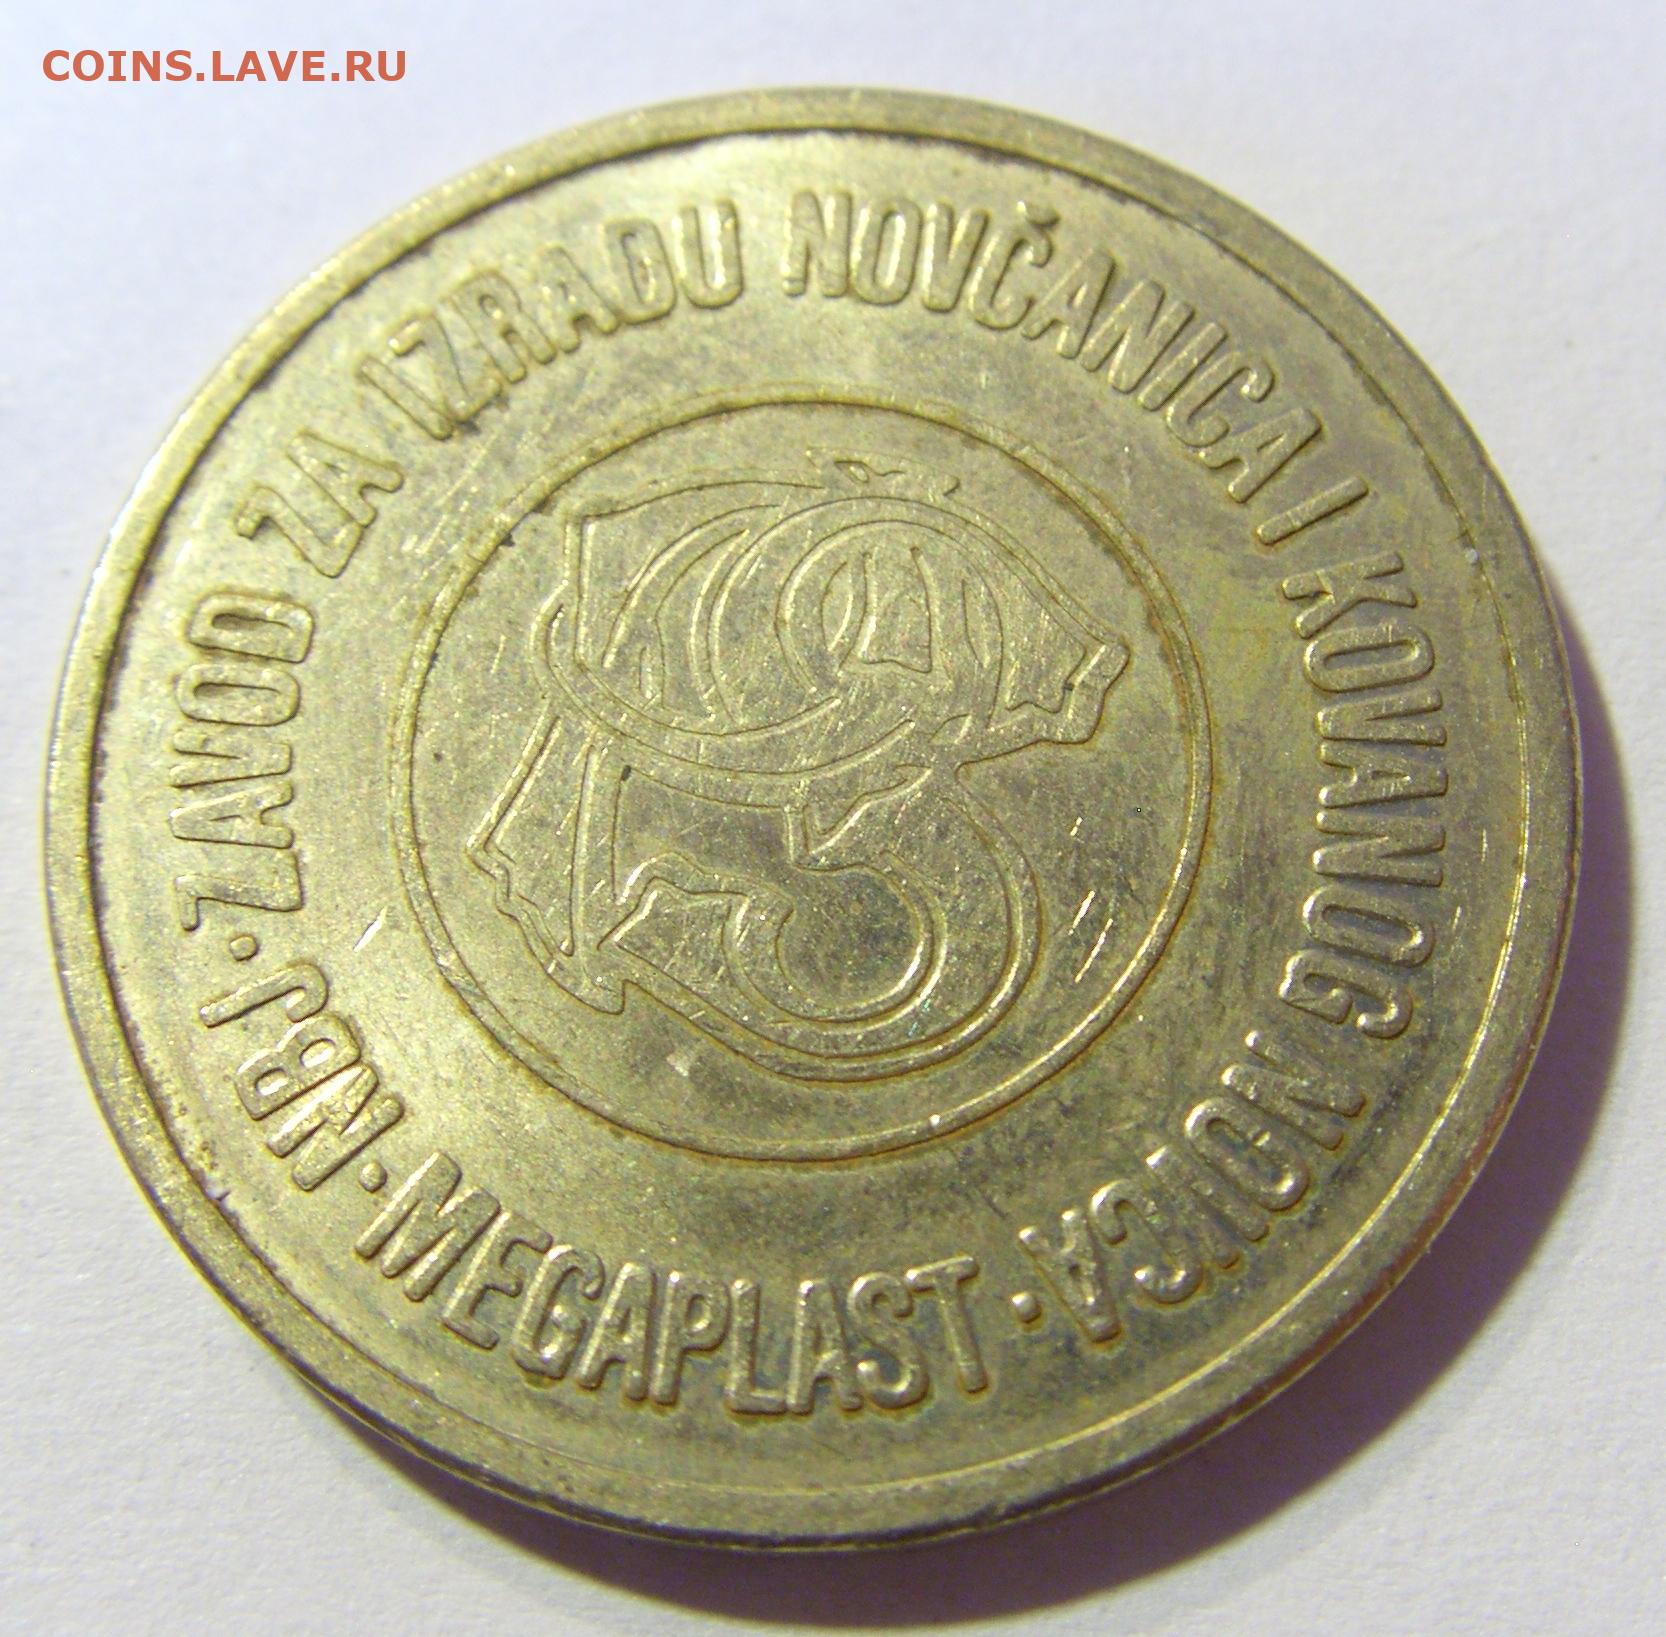 COINS.LAVE.RU
NBJ · ZAVOD ZA IZRADU NOVČANICA I KOVANOG NOVCA · MEGAPLAST ·